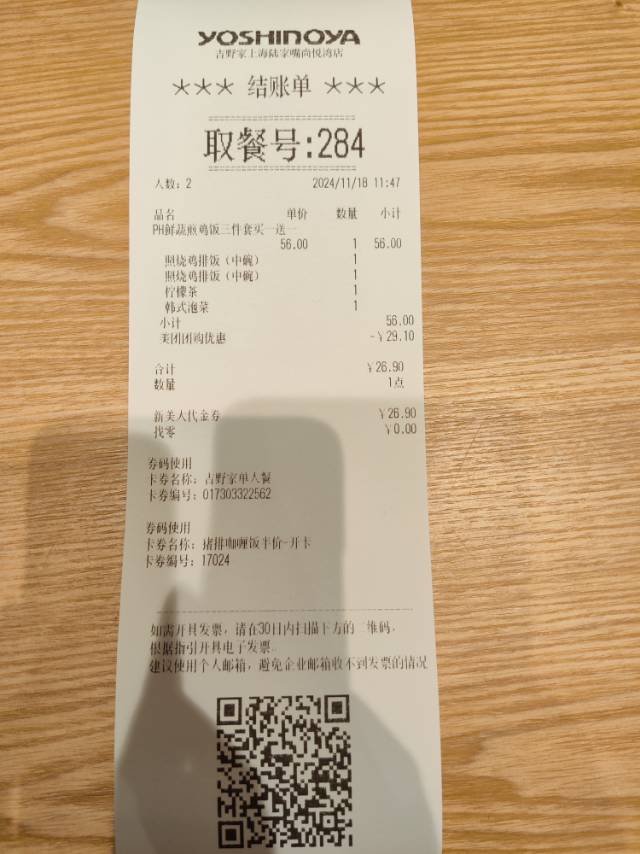 YOSHINOYA
吉野家上海陆家嘴尚悦湾店
*** 结账单 ***
取餐号:284
人数: 2 2024/11/18 11:47
品名 单价 数量 小计
PH鲜蔬煎鸡饭三件套买一送一
56.00 1 56.00
照烧鸡排饭（中碗） 1
照烧鸡排饭（中碗） 1
柠檬茶 1
韩式泡菜 1
小计 56.00
美团团购优惠 -￥29.10
合计 ￥26.90
数量 1点
新美大代金券 ￥26.90
找零 ￥0.00
券码使用
卡券名称: 吉野家单人餐
卡券编号: 017303322562
券码使用
卡券名称: 猪排咖喱饭半价-开卡
卡券编号: 17024
如需开具发票, 请在30日内扫描下方的二维码,
根据指引开具电子发票.
建议使用个人邮箱, 避免企业邮箱收不到发票的情况